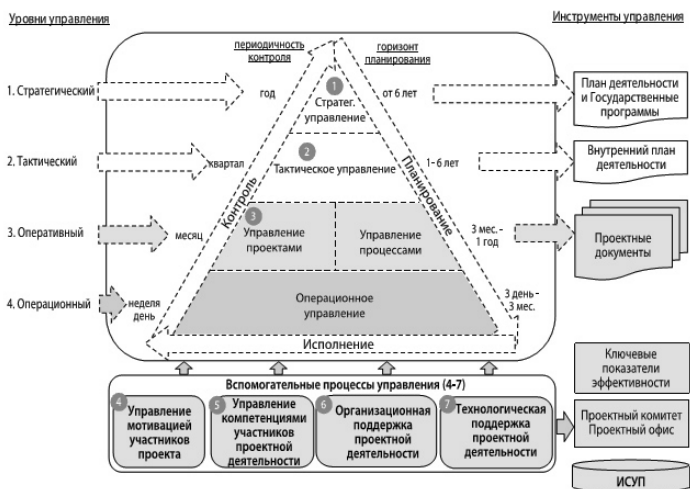 Уровни управления
Инструменты управления
периодичность
контроля
горизонт
планирования
1. Стратегический
год
1
Стратег.
управление
от 6 лет
План деятельности
и Государственные
программы
2. Тактический
квартал
2
Тактическое управление
1- 6 лет
Внутренний план
деятельности
Контроль
Планирование
3. Оперативный
месяц
3
Управление
проектами
Управление
процессами
3 мес. -
1 год
Проектные
документы
4. Операционный
неделя
день
Операционное
управление
3 день -
3 мес.
Исполнение
Ключевые
показатели
эффективности
Вспомогательные процессы управления (4-7)
4
Управление
мотивацией
участников
проекта
5
Управление
компетенциями
участников
проектной
деятельности
6
Организационная
поддержка
проектной
деятельности
7
Технологическая
поддержка
проектной
деятельности
Проектный комитет
Проектный офис
ИСУП